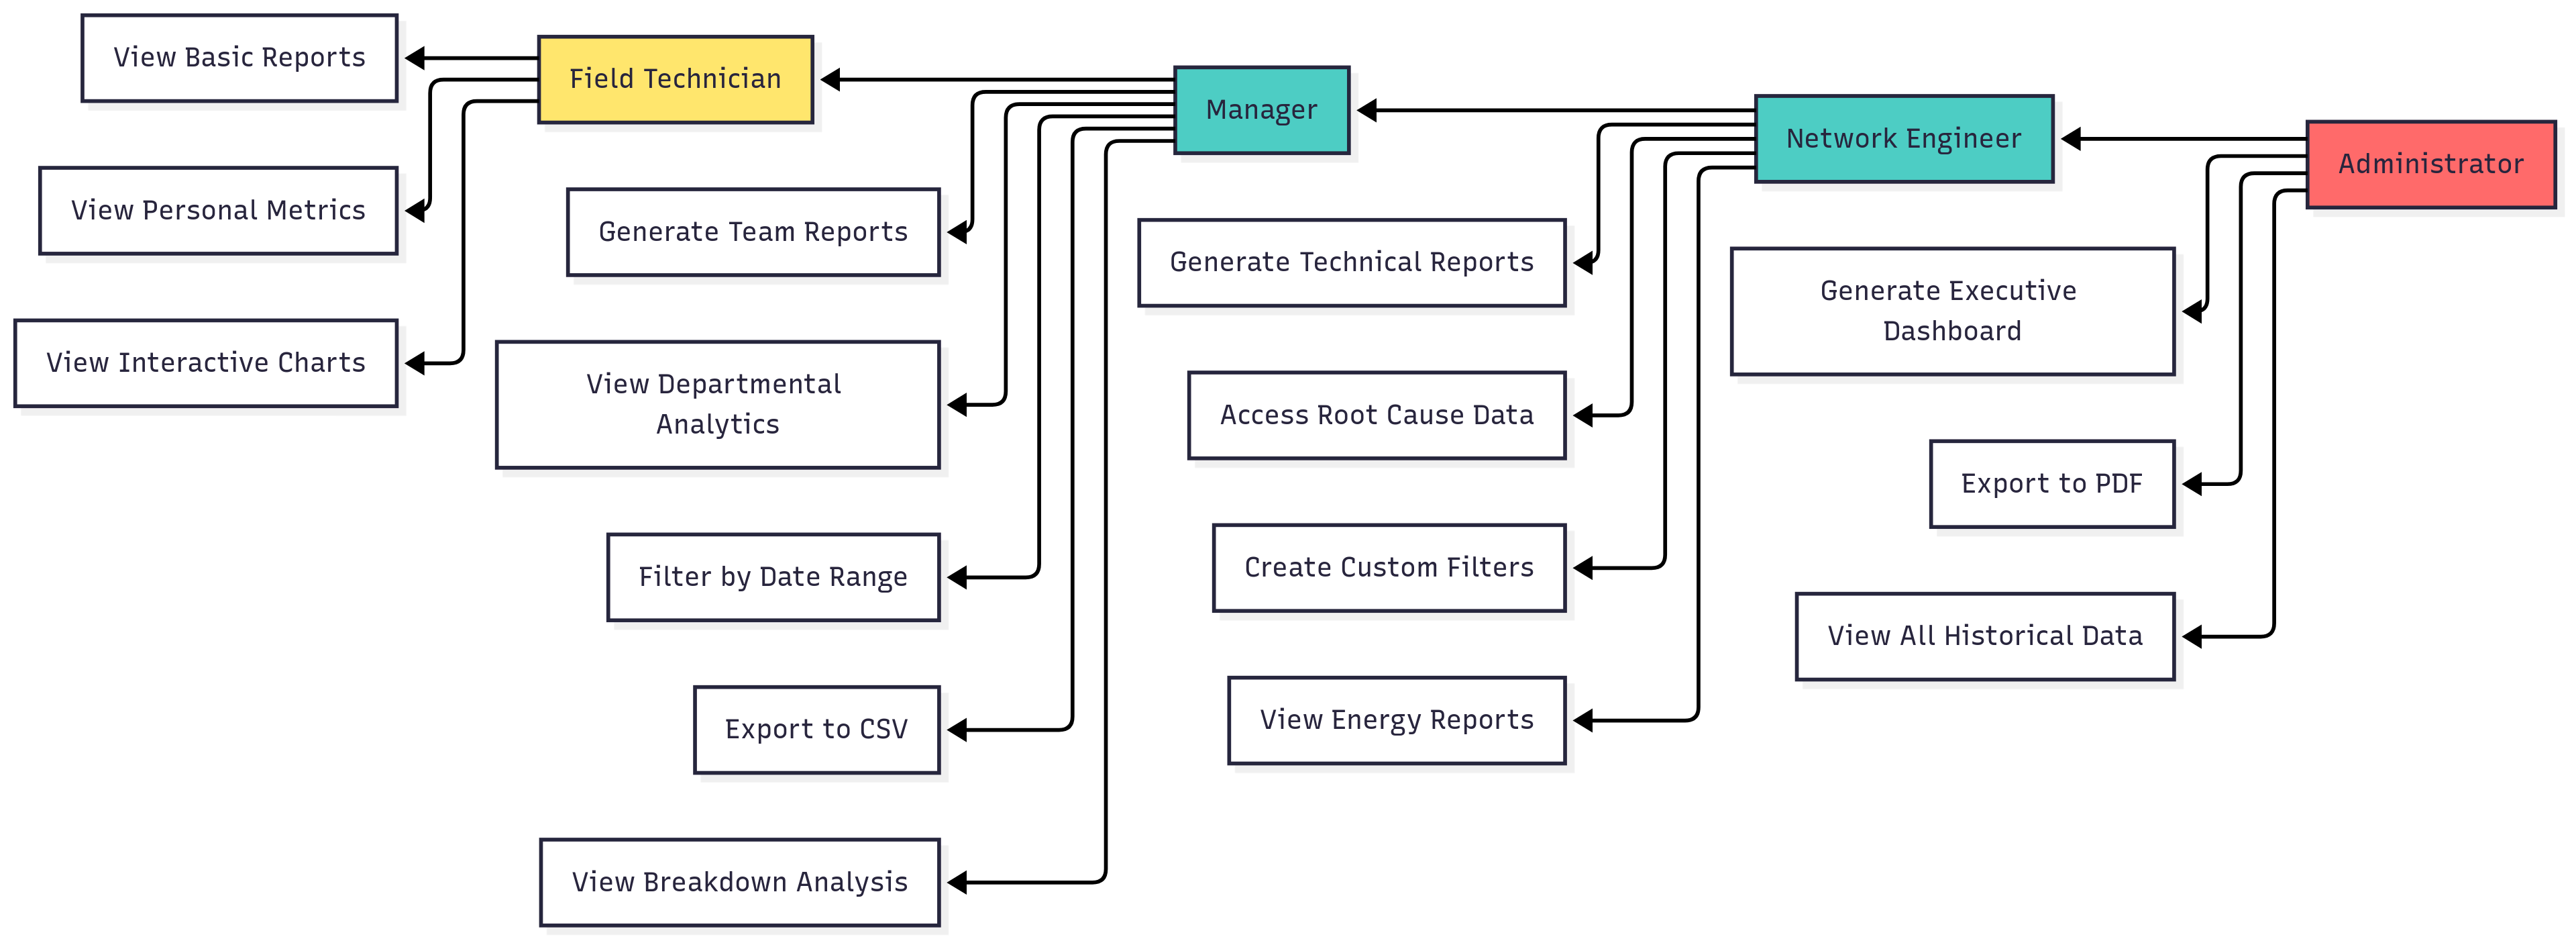 View Basic Reports
Field Technician
Manager
Network Engineer
Administrator
View Personal Metrics
Generate Team Reports
Generate Technical Reports
Generate Executive
Dashboard
View Interactive Charts
View Departmental
Analytics
Access Root Cause Data
Export to PDF
Filter by Date Range
Create Custom Filters
View All Historical Data
Export to CSV
View Energy Reports
View Breakdown Analysis